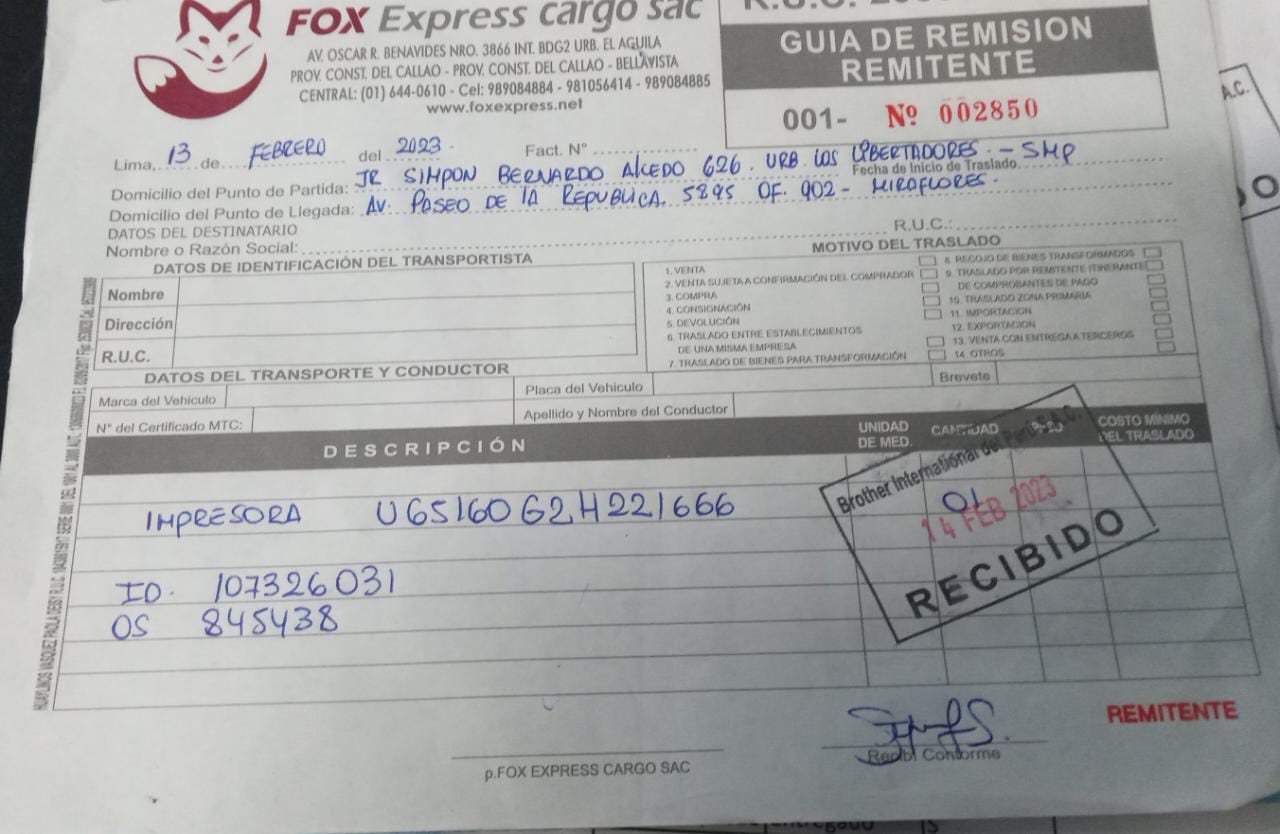 FOX Express cargo sac
AV. OSCAR R. BENAVIDES NRO. 3866 INT. BDG2 URB. EL AGUILA
PROV. CONST. DEL CALLAO - PROV. CONST. DEL CALLAO - BELLAVISTA
CENTRAL: (01) 644-0610 - Cel: 989084884 - 981056414 - 989084885
www.foxexpress.net
GUIA DE REMISION
REMITENTE
001- Nº 002850
Lima, 13 de FEBRERO del 2023. Fact. N°
Domicilio del Punto de Partida: JR SIMPON BERNARDO AlCEDO 626. URB LOS LIBERTADORES. - SMP
Fecha de Inicio de Traslado
Domicilio del Punto de Llegada: AV. PASEO DE LA REPUBLICA. 5895 OF. 902- MIRAFLORES.
DATOS DEL DESTINATARIO
Nombre o Razón Social: R.U.C.:
DATOS DE IDENTIFICACIÓN DEL TRANSPORTISTA
Nombre
Dirección
R.U.C.
MOTIVO DEL TRASLADO
1. VENTA
2. VENTA SUJETA A CONFIRMACIÓN DEL COMPRADOR
3. COMPRA
4. CONSIGNACIÓN
5. DEVOLUCIÓN
6. TRASLADO ENTRE ESTABLECIMIENTOS
DE UNA MISMA EMPRESA
7. TRASLADO DE BIENES PARA TRANSFORMACIÓN
8. RECOJO DE BIENES TRANSFORMADOS
9. TRASLADO POR REMITENTE ITINERANTE
DE COMPROBANTES DE PAGO
10. TRASLADO ZONA PRIMARIA
11. IMPORTACION
12. EXPORTACION
13. VENTA CON ENTREGA A TERCEROS
14. OTROS
DATOS DEL TRANSPORTE Y CONDUCTOR
Marca del Vehículo Placa del Vehículo Brevete
N° del Certificado MTC: Apellido y Nombre del Conductor
DESCRIPCIÓN UNIDAD DE MED. CANTIDAD PESO COSTO MÍNIMO DEL TRASLADO
IMPRESORA U65160G2H221666 01
ID. 107326031
OS 845438
Brother International del Perú S.A.C.
14 FEB 2023
RECIBIDO
p.FOX EXPRESS CARGO SAC
Recibi Conforme
REMITENTE